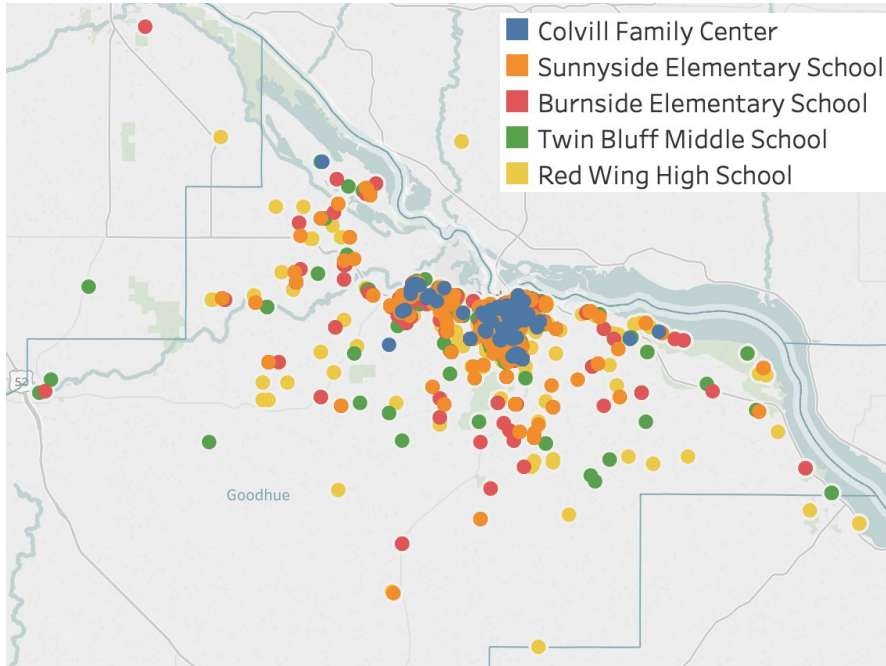 Colvill Family Center
Sunnyside Elementary School
Burnside Elementary School
Twin Bluff Middle School
Red Wing High School
52
Goodhue